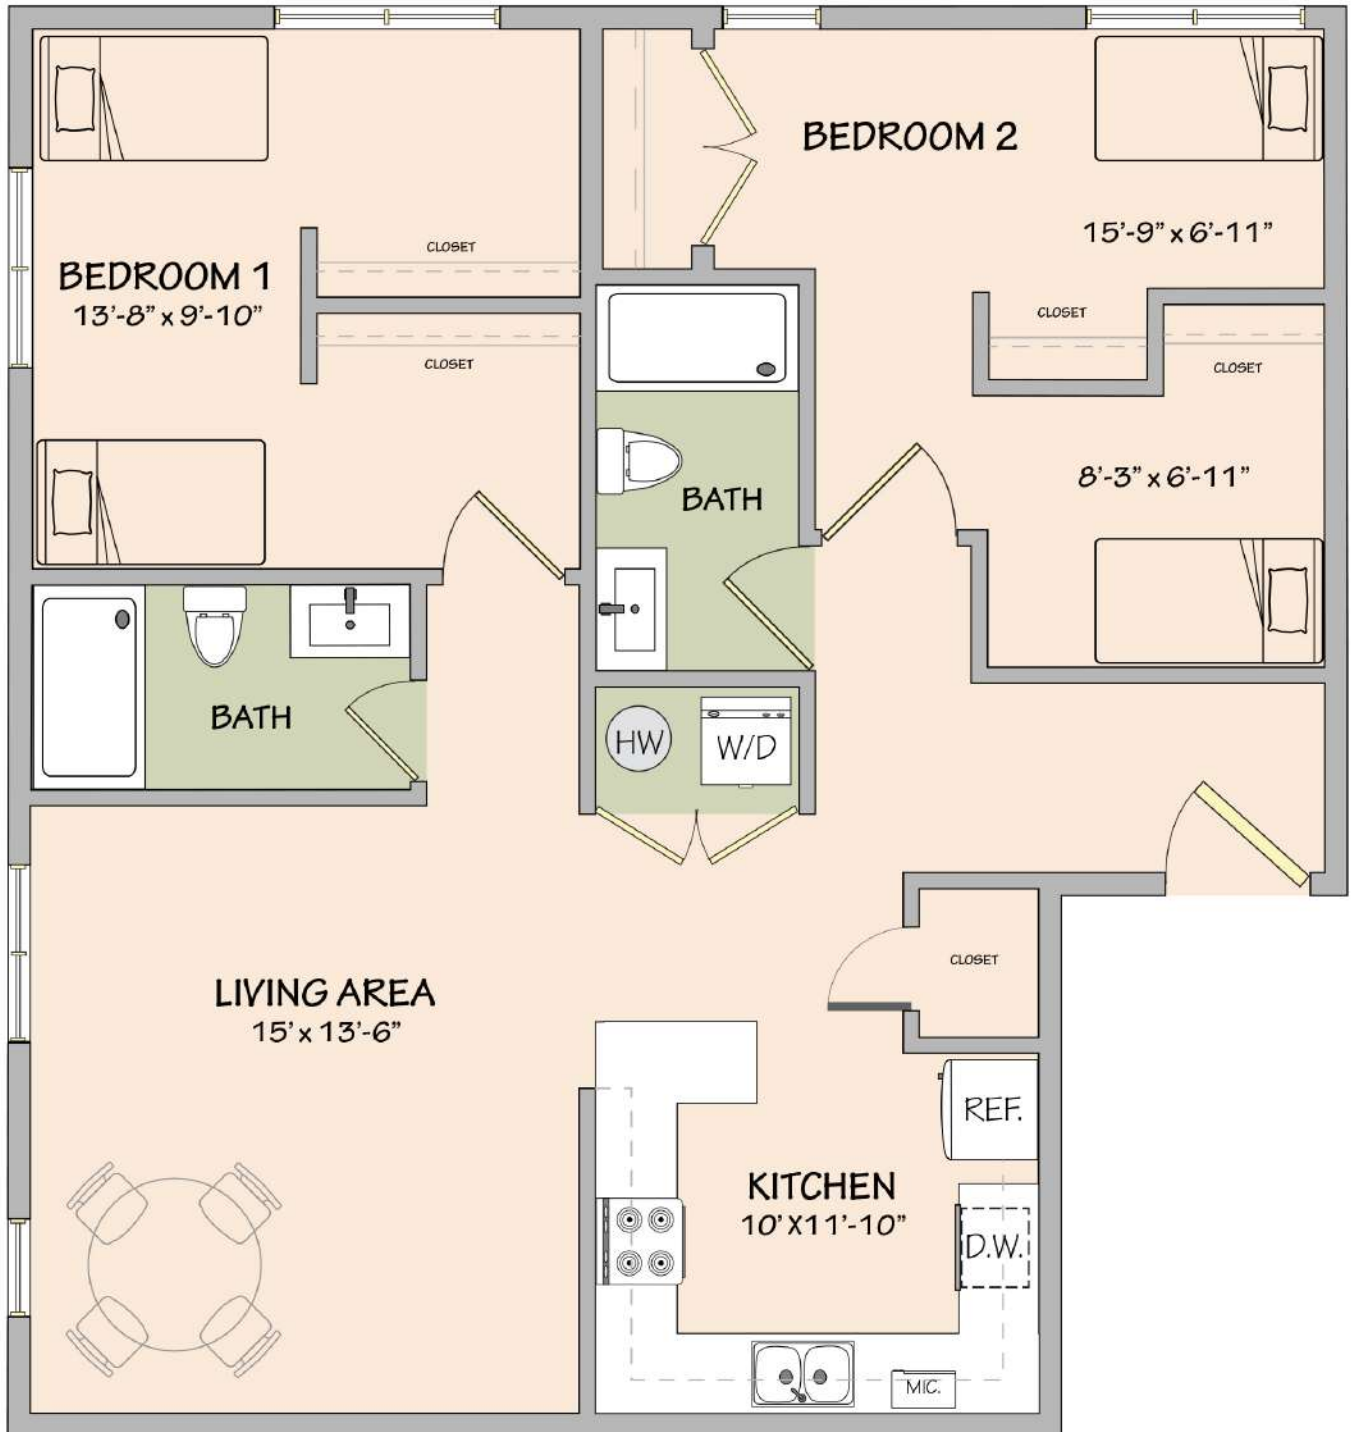 BEDROOM 2
15'-9" x 6'-11"
CLOSET
BEDROOM 1
13'-8" x 9'-10"
CLOSET
CLOSET
CLOSET
8'-3" x 6'-11"
BATH
BATH
HW
W/D
CLOSET
LIVING AREA
15' x 13'-6"
REF.
KITCHEN
10' X11'-10"
D.W.
MIC.